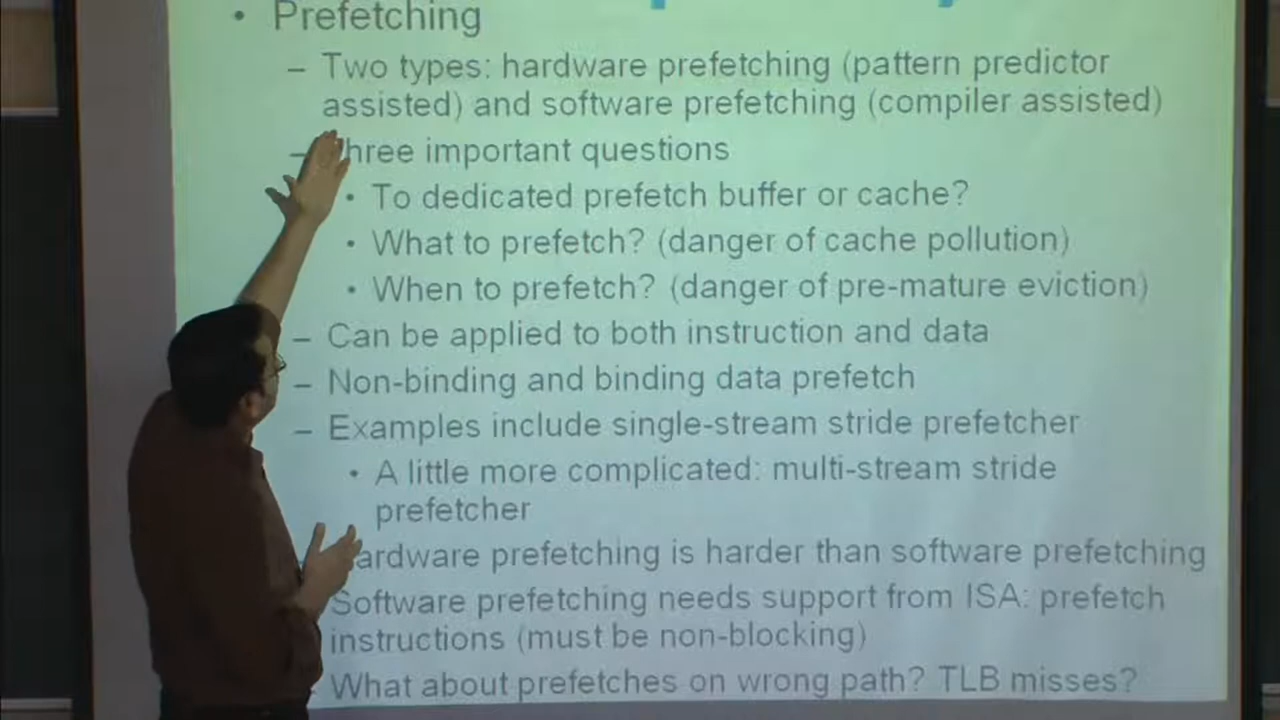 • Prefetching
– Two types: hardware prefetching (pattern predictor
assisted) and software prefetching (compiler assisted)
– hree important questions
• To dedicated prefetch buffer or cache?
• What to prefetch? (danger of cache pollution)
• When to prefetch? (danger of pre-mature eviction)
– Can be applied to both instruction and data
– Non-binding and binding data prefetch
– Examples include single-stream stride prefetcher
• A little more complicated: multi-stream stride
prefetcher
ardware prefetching is harder than software prefetching
Software prefetching needs support from ISA: prefetch
instructions (must be non-blocking)
What about prefetches on wrong path? TLB misses?